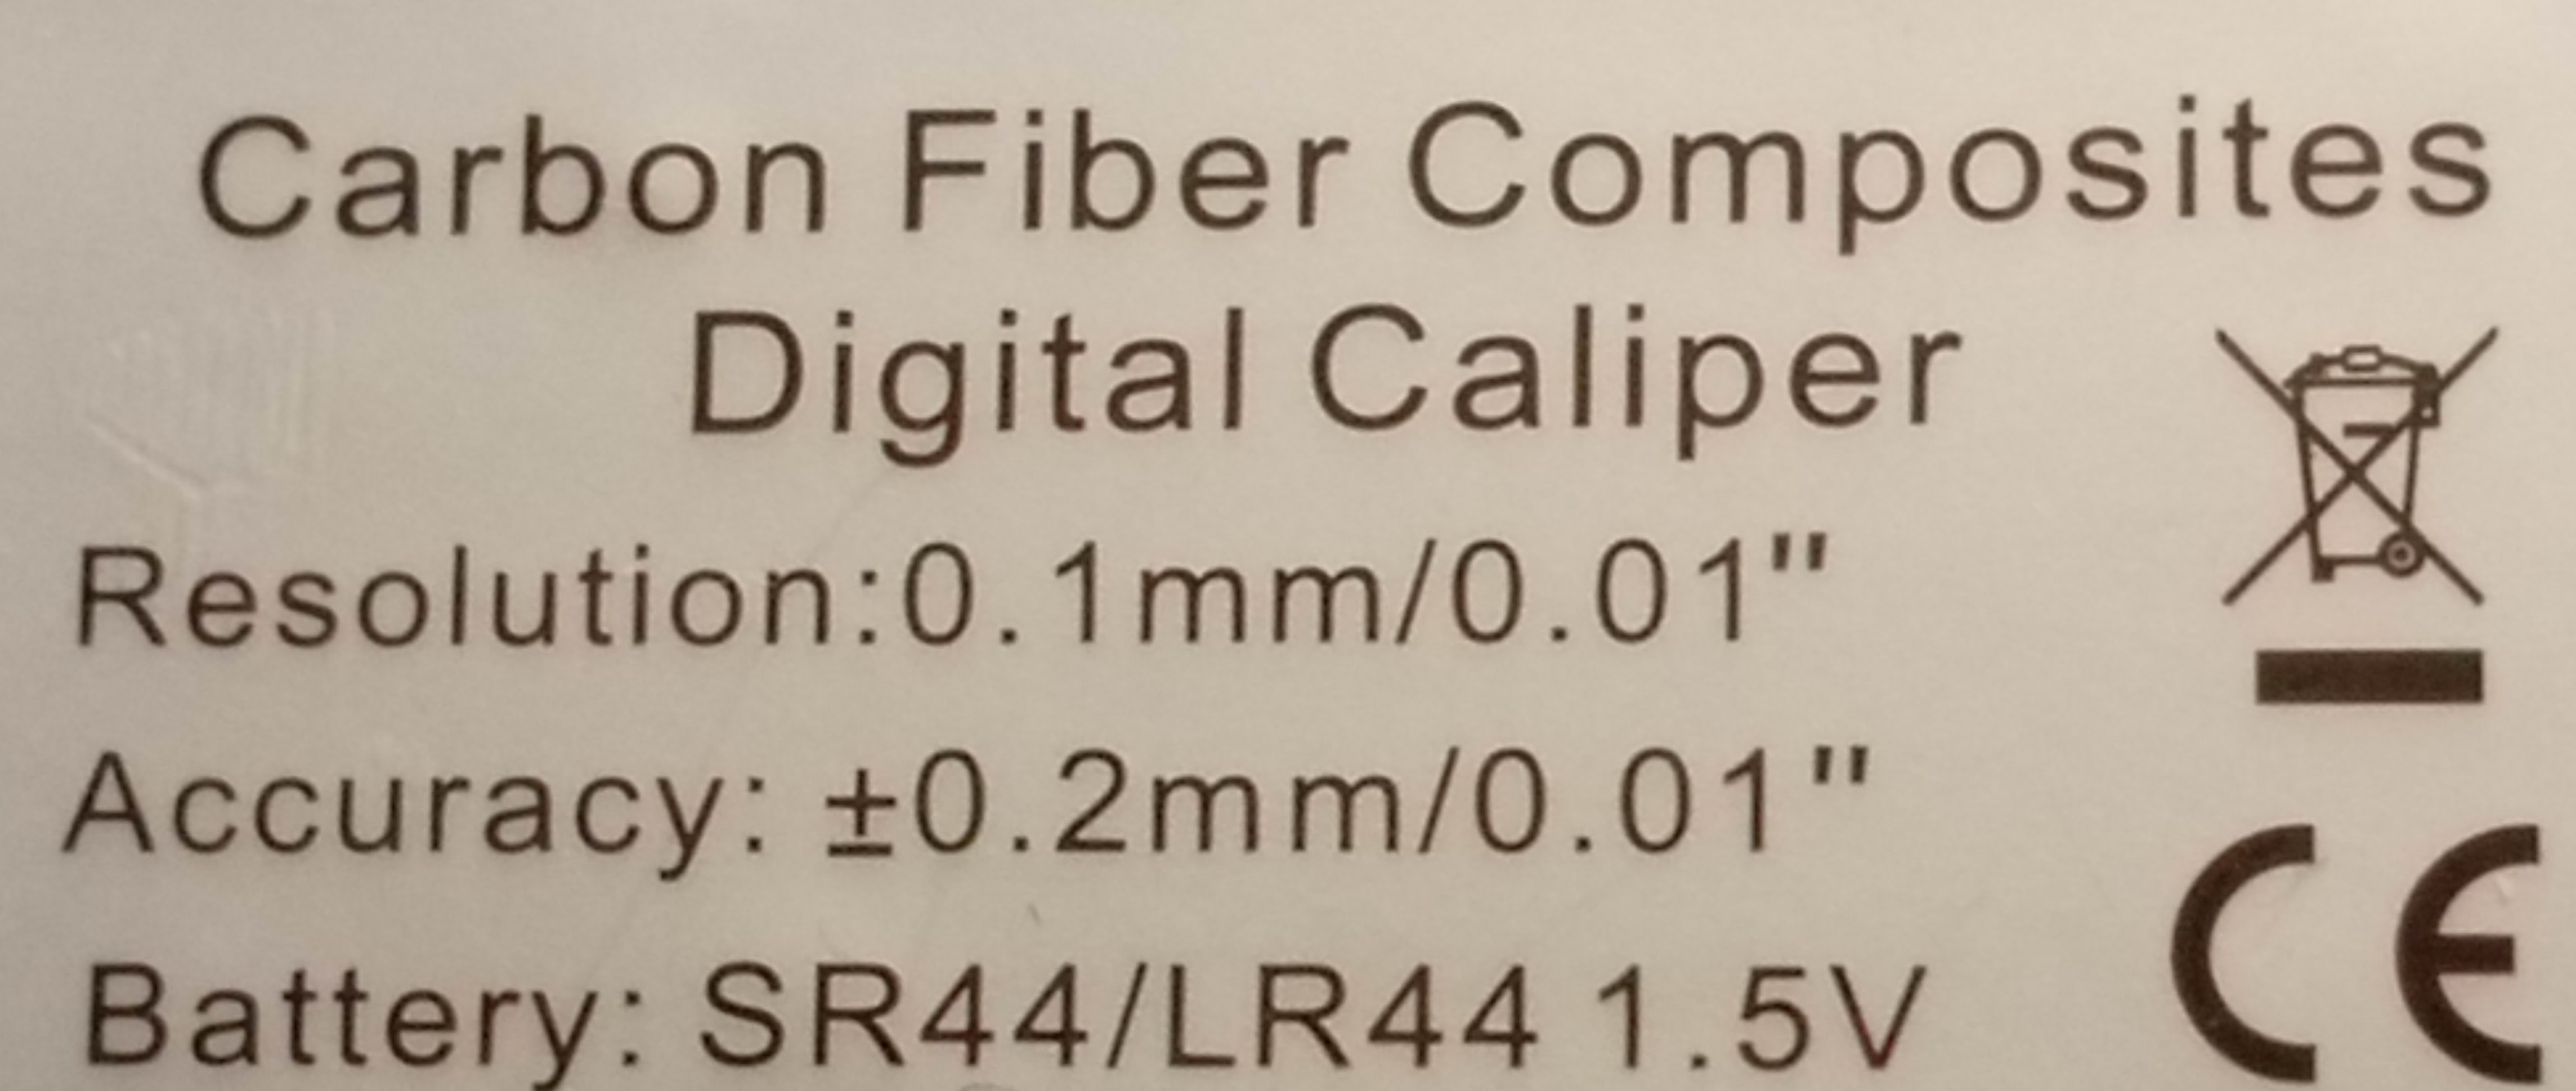 Carbon Fiber Composites
Digital Caliper
Resolution:0.1mm/0.01"
Accuracy: ±0.2mm/0.01"
Battery: SR44/LR44 1.5V
CE